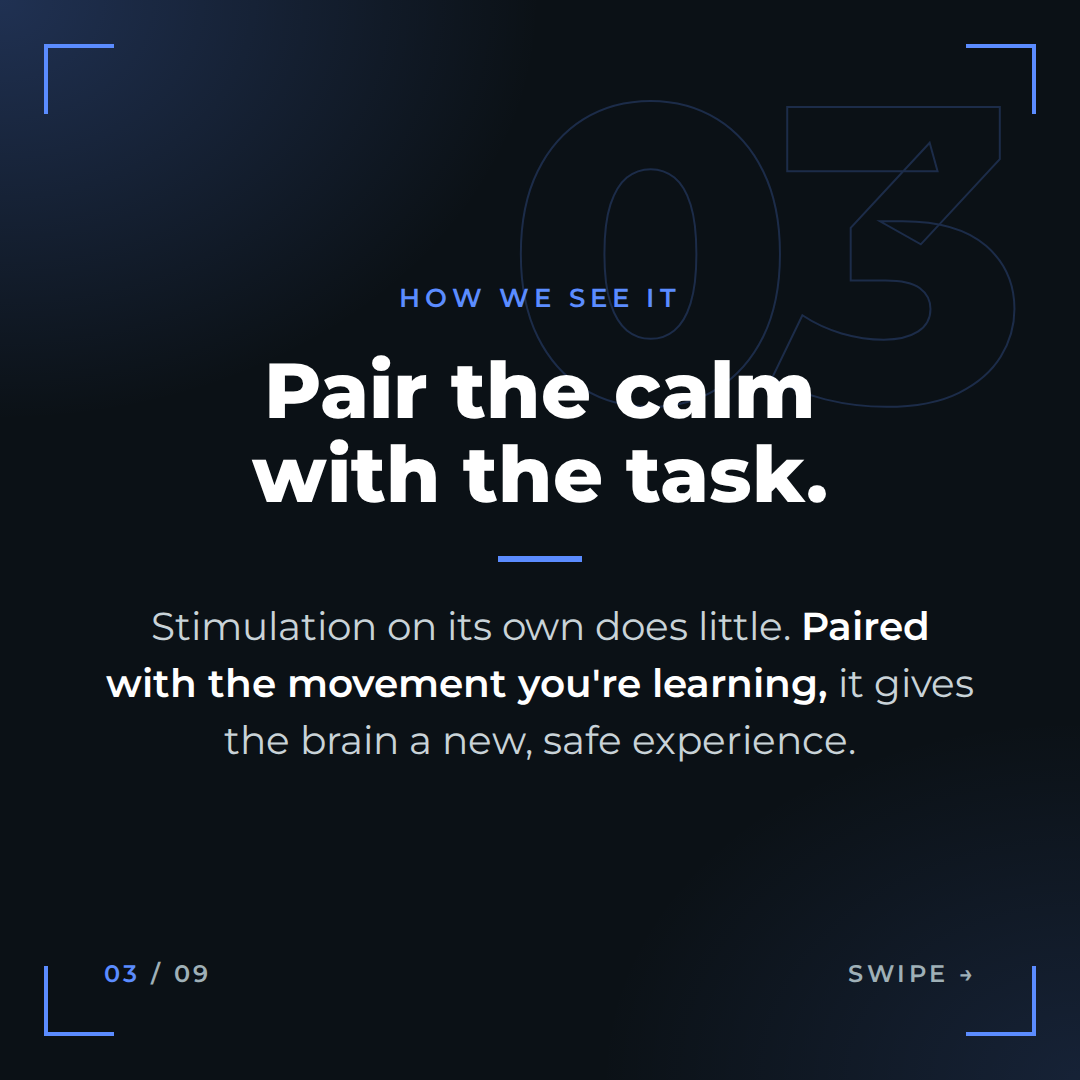 03
HOW WE SEE IT
Pair the calm
with the task.
Stimulation on its own does little. Paired
with the movement you're learning, it gives
the brain a new, safe experience.
03 / 09
SWIPE →